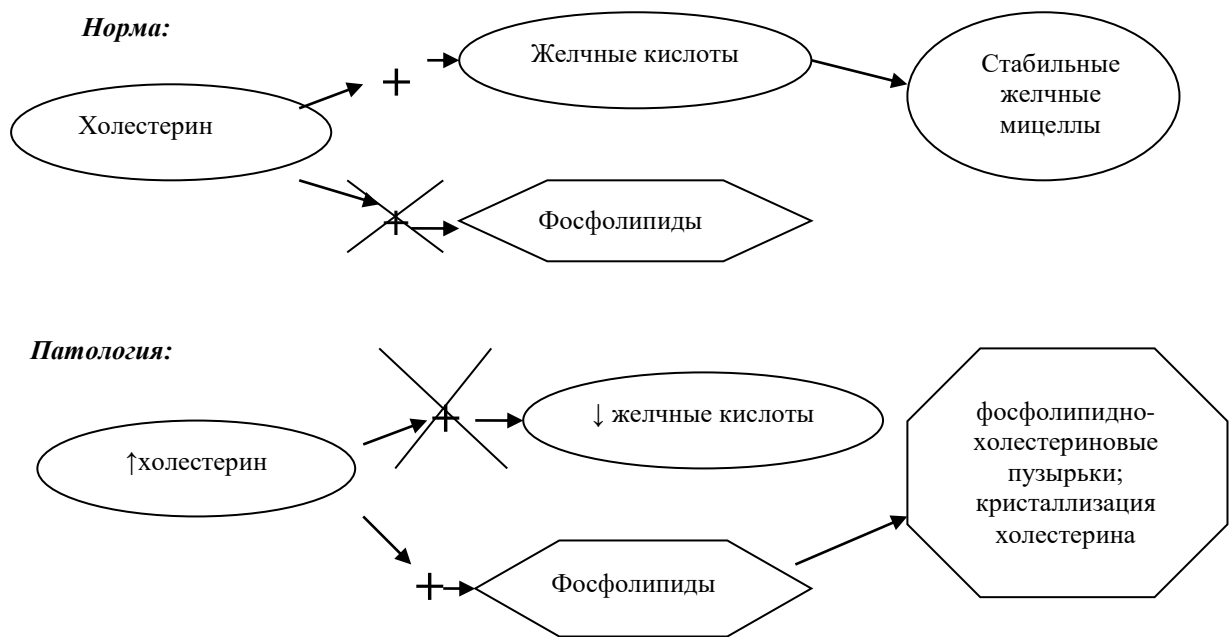 Норма:
Желчные кислоты
Стабильные
желчные
мицеллы
Холестерин
+
+
Фосфолипиды
Патология:
↓ желчные кислоты
фосфолипидно-
холестериновые
пузырьки;
кристаллизация
холестерина
↑холестерин
+
+
Фосфолипиды